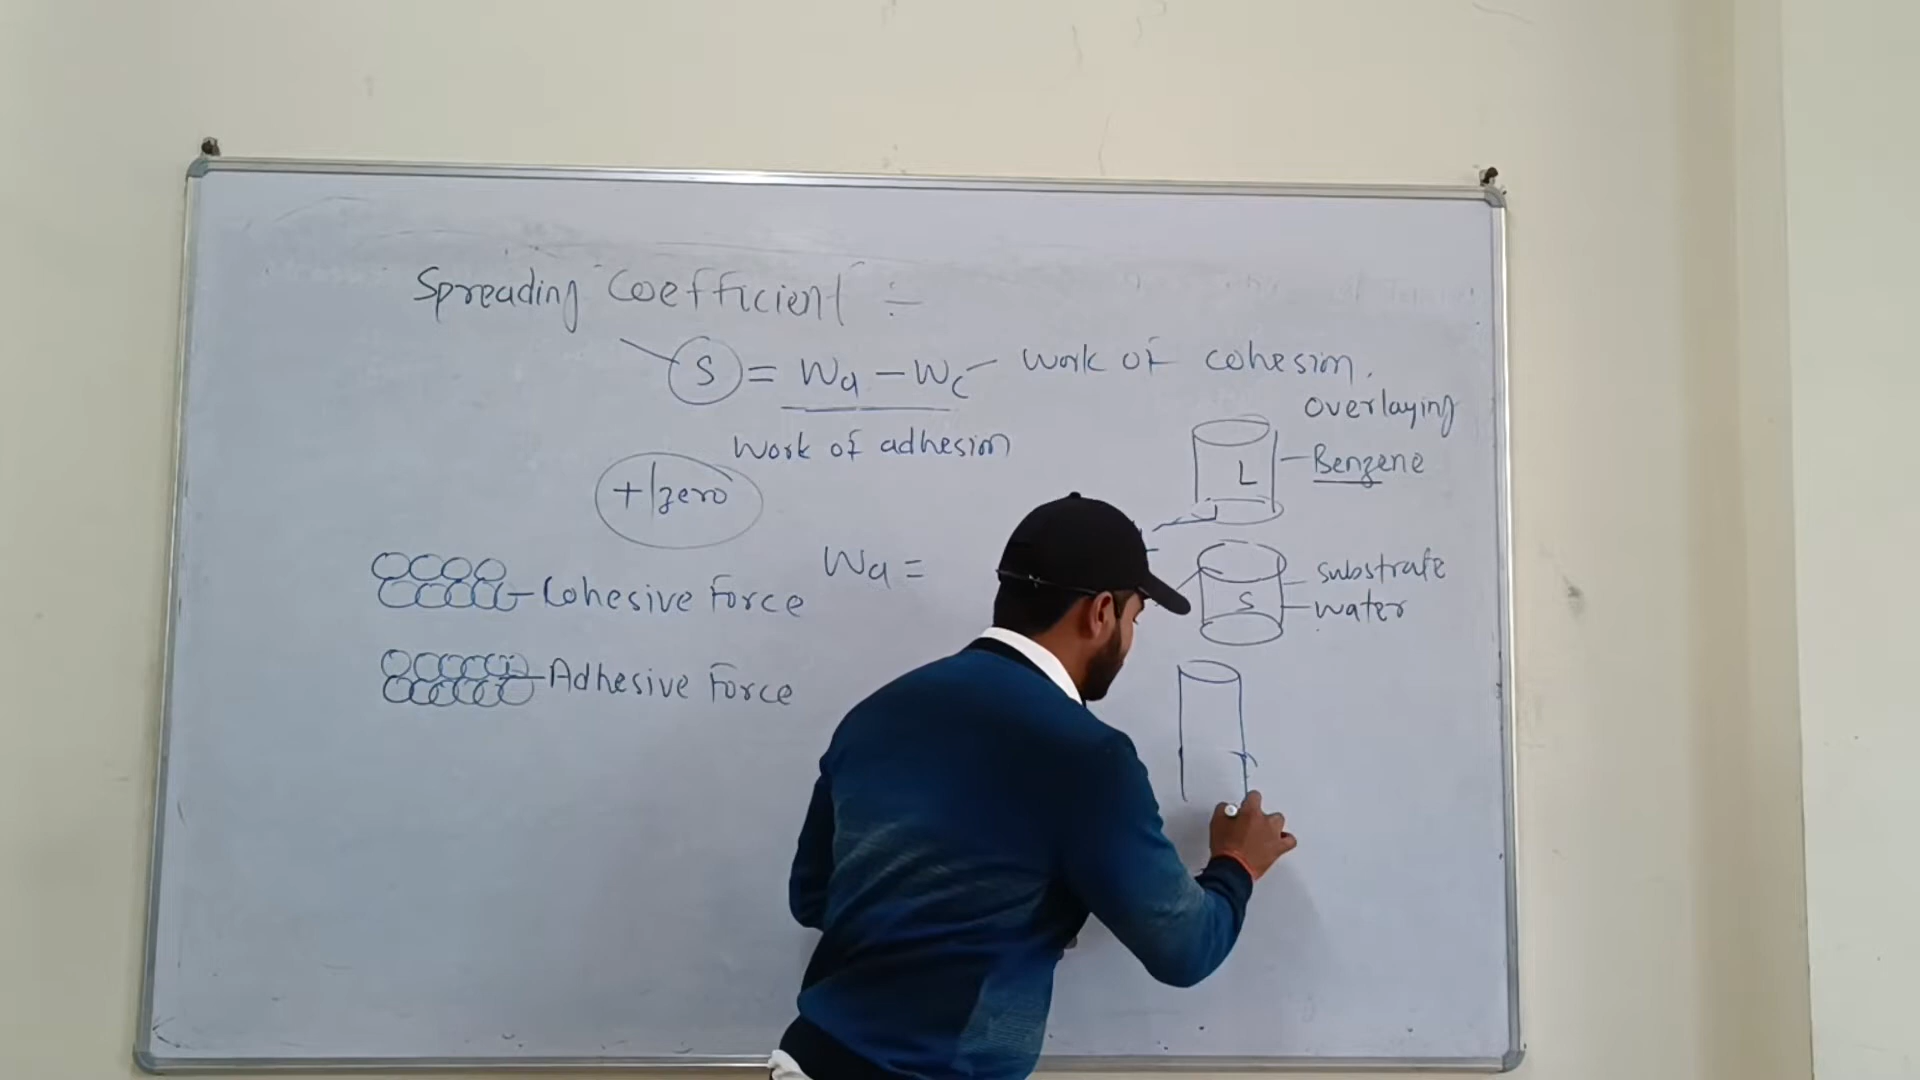 Spreading Coefficient ÷
S = Wa - Wc - Work of cohesion.
Work of adhesion
+/zero
overlaying
L - Benzene
Wa =
substrate
S - water
Cohesive Force
Adhesive Force